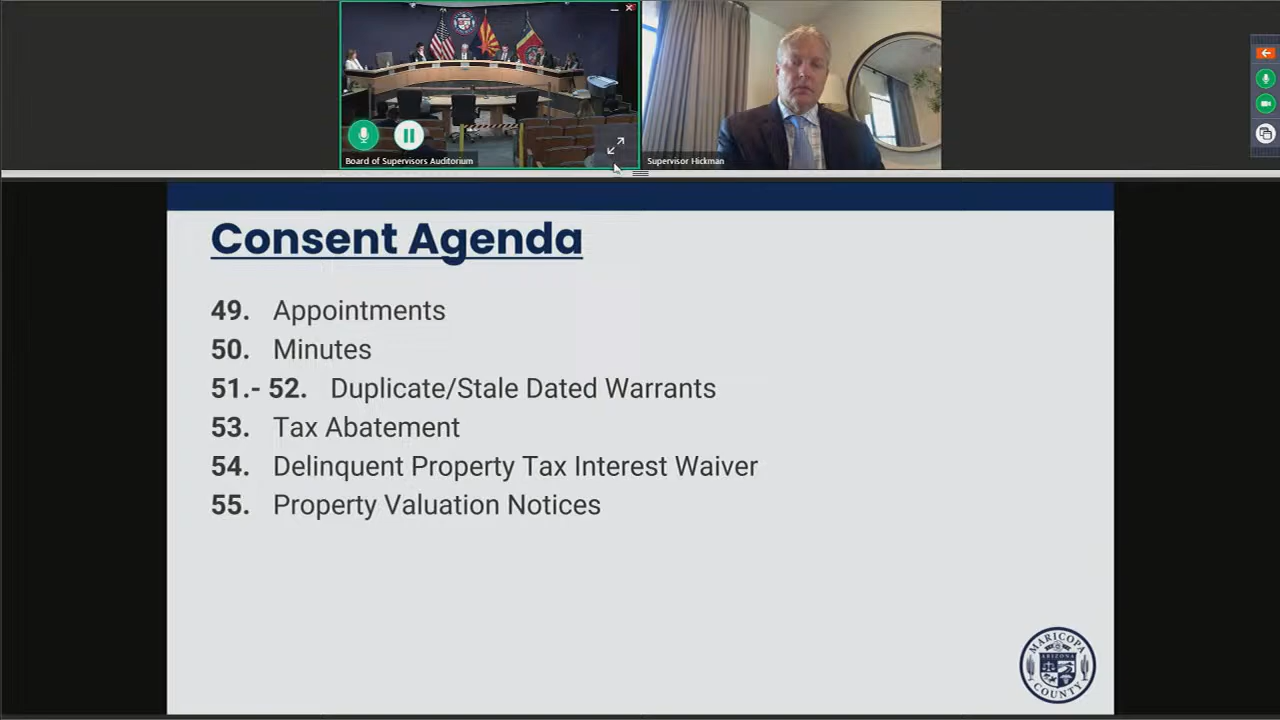 Board of Supervisors Auditorium
Supervisor Hickman
Consent Agenda
49. Appointments
50. Minutes
51.- 52. Duplicate/Stale Dated Warrants
53. Tax Abatement
54. Delinquent Property Tax Interest Waiver
55. Property Valuation Notices
MARICOPA
ARIZONA
COUNTY